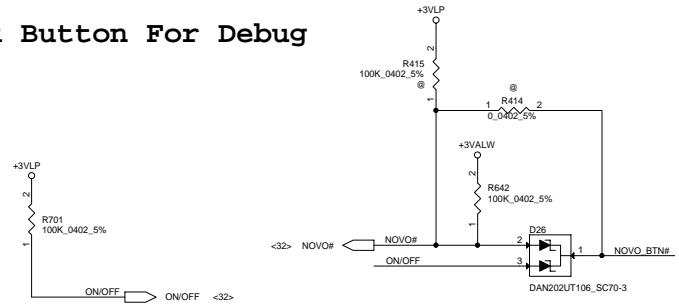 Button For Debug
+3VLP
2
R415
100K_0402_5%
@
1
@
1 R414 2
0_0402_5%
+3VALW
2
R642
100K_0402_5%
1
+3VLP
2
R701
100K_0402_5%
1
ON/OFF ON/OFF <32>
<32> NOVO# NOVO#
ON/OFF
D26
2
3
1
NOVO_BTN#
DAN202UT106_SC70-3